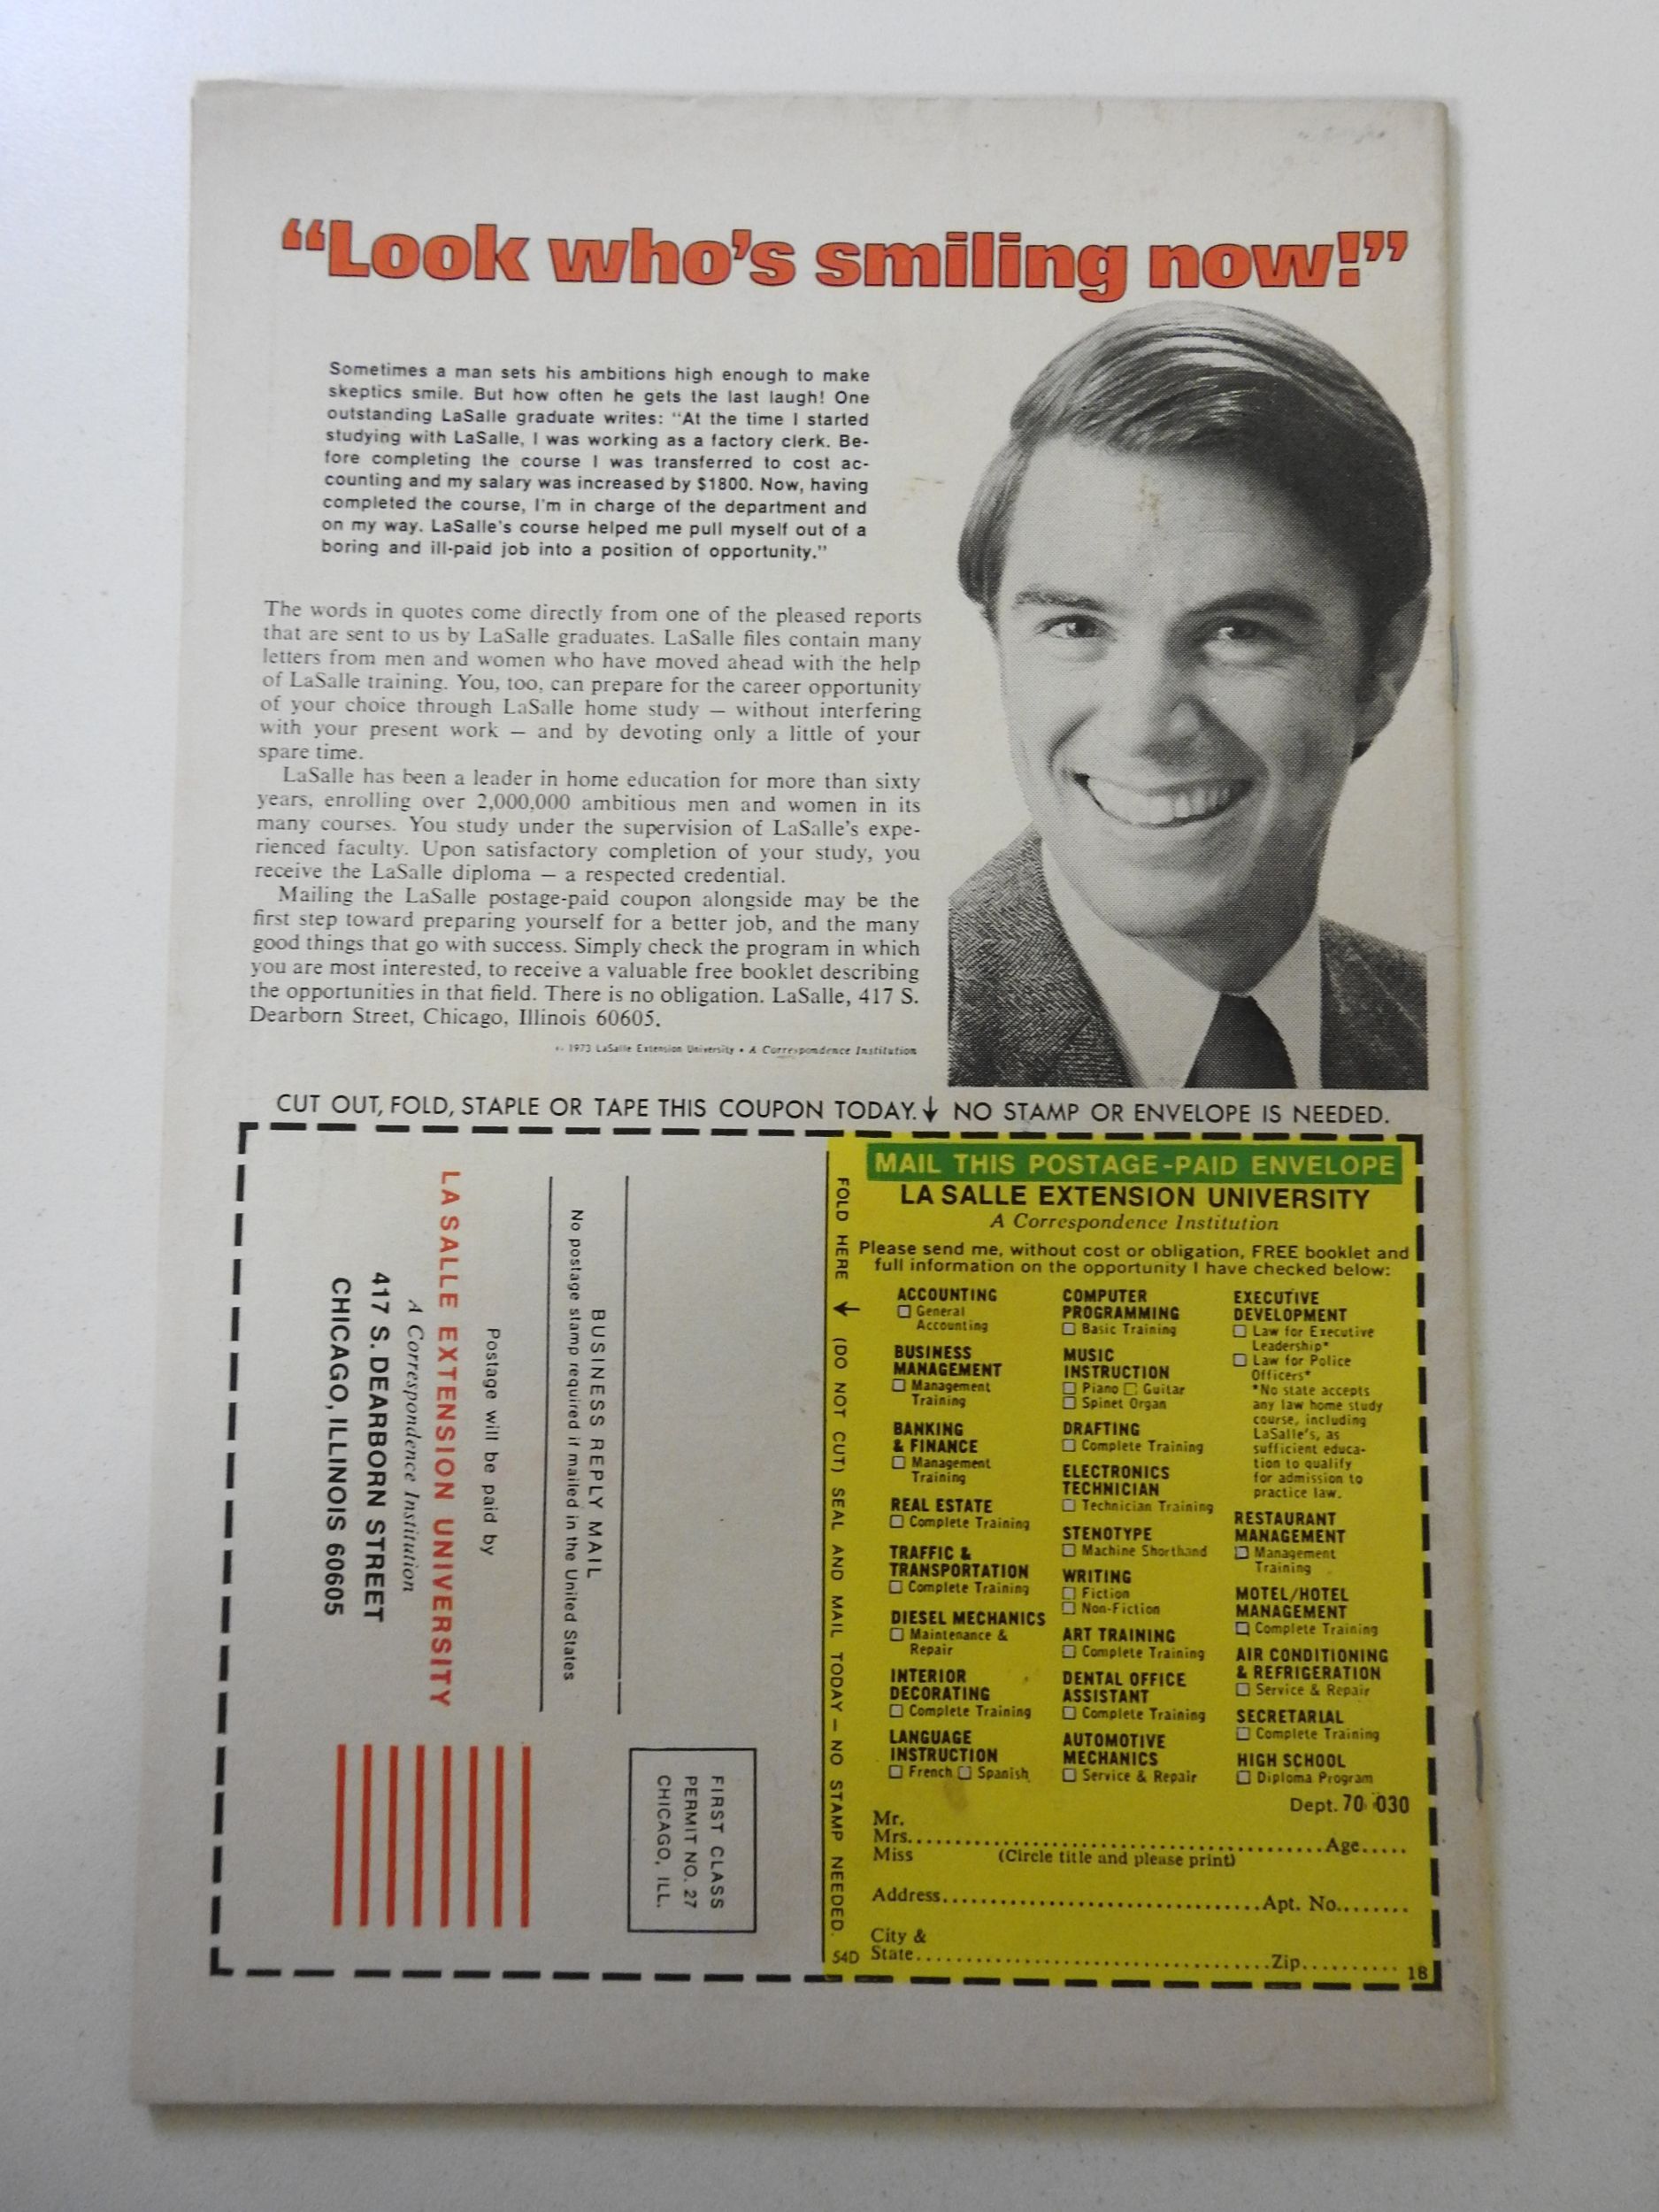 “Look who's smiling now!”
Sometimes a man sets his ambitions high enough to make
skeptics smile. But how often he gets the last laugh! One
outstanding LaSalle graduate writes: “At the time I started
studying with LaSalle, I was working as a factory clerk. Be-
fore completing the course I was transferred to cost ac-
counting and my salary was increased by $1800. Now, having
completed the course, I'm in charge of the department and
on my way. LaSalle's course helped me pull myself out of a
boring and ill-paid job into a position of opportunity.”
The words in quotes come directly from one of the pleased reports
that are sent to us by LaSalle graduates. LaSalle files contain many
letters from men and women who have moved ahead with the help
of LaSalle training. You, too, can prepare for the career opportunity
of your choice through LaSalle home study — without interfering
with your present work — and by devoting only a little of your
spare time.
LaSalle has been a leader in home education for more than sixty
years, enrolling over 2,000,000 ambitious men and women in its
many courses. You study under the supervision of LaSalle's expe-
rienced faculty. Upon satisfactory completion of your study, you
receive the LaSalle diploma — a respected credential.
Mailing the LaSalle postage-paid coupon alongside may be the
first step toward preparing yourself for a better job, and the many
good things that go with success. Simply check the program in which
you are most interested, to receive a valuable free booklet describing
the opportunities in that field. There is no obligation. LaSalle, 417 S.
Dearborn Street, Chicago, Illinois 60605.
© 1973 LaSalle Extension University • A Correspondence Institution
CUT OUT, FOLD, STAPLE OR TAPE THIS COUPON TODAY.↓ NO STAMP OR ENVELOPE IS NEEDED.
FIRST CLASS
PERMIT NO. 27
CHICAGO, ILL.
BUSINESS REPLY MAIL
No postage stamp required if mailed in the United States
Postage will be paid by
LA SALLE EXTENSION UNIVERSITY
A Correspondence Institution
417 S. DEARBORN STREET
CHICAGO, ILLINOIS 60605
FOLD HERE ↓ (DO NOT CUT) SEAL AND MAIL TODAY — NO STAMP NEEDED.
S4D
MAIL THIS POSTAGE-PAID ENVELOPE
LA SALLE EXTENSION UNIVERSITY
A Correspondence Institution
Please send me, without cost or obligation, FREE booklet and
full information on the opportunity I have checked below:
ACCOUNTING
☐ General
Accounting
BUSINESS
MANAGEMENT
☐ Management
Training
BANKING
& FINANCE
☐ Management
Training
REAL ESTATE
☐ Complete Training
TRAFFIC &
TRANSPORTATION
☐ Complete Training
DIESEL MECHANICS
☐ Maintenance &
Repair
INTERIOR
DECORATING
☐ Complete Training
LANGUAGE
INSTRUCTION
☐ French ☐ Spanish
COMPUTER
PROGRAMMING
☐ Basic Training
MUSIC
INSTRUCTION
☐ Piano ☐ Guitar
☐ Spinet Organ
DRAFTING
☐ Complete Training
ELECTRONICS
TECHNICIAN
☐ Technician Training
STENOTYPE
☐ Machine Shorthand
WRITING
☐ Fiction
☐ Non-Fiction
ART TRAINING
☐ Complete Training
DENTAL OFFICE
ASSISTANT
☐ Complete Training
AUTOMOTIVE
MECHANICS
☐ Service & Repair
EXECUTIVE
DEVELOPMENT
☐ Law for Executive
Leadership*
☐ Law for Police
Officers*
*No state accepts
any law home study
course, including
LaSalle's, as
sufficient educa-
tion to qualify
for admission to
practice law.
RESTAURANT
MANAGEMENT
☐ Management
Training
MOTEL/HOTEL
MANAGEMENT
☐ Complete Training
AIR CONDITIONING
& REFRIGERATION
☐ Service & Repair
SECRETARIAL
☐ Complete Training
HIGH SCHOOL
☐ Diploma Program
Dept. 70-030
Mr.
Mrs. Age
Miss (Circle title and please print)
Address Apt. No.
City &
State Zip
18